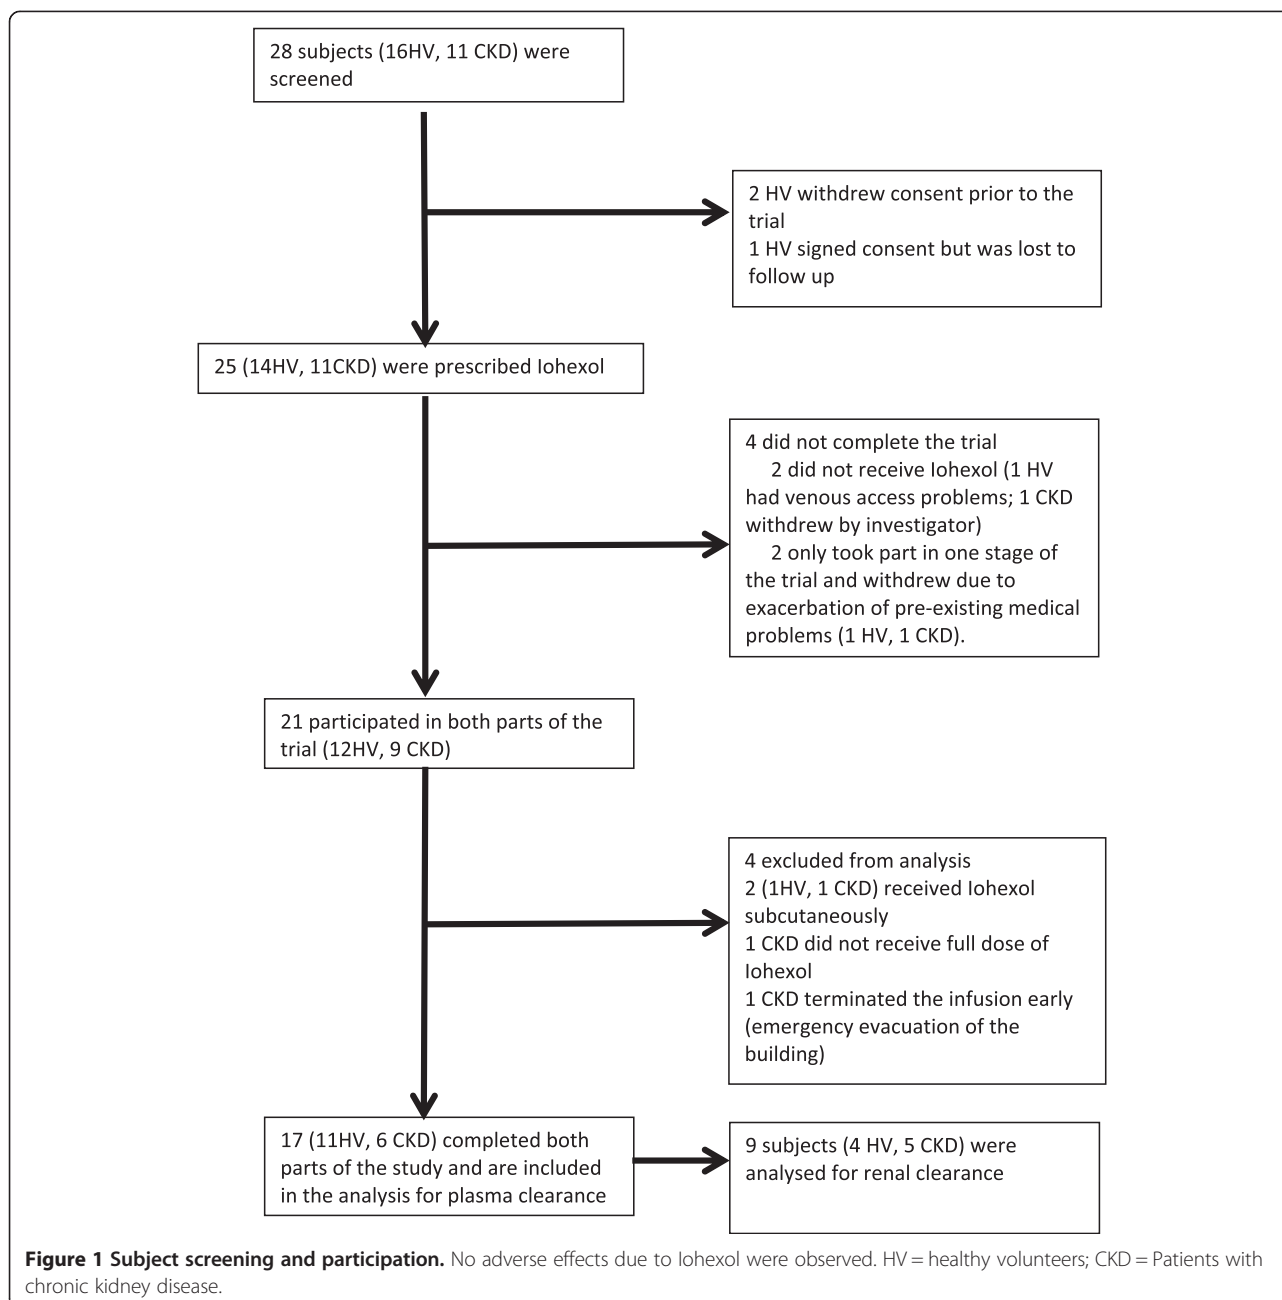 28 subjects (16HV, 11 CKD) were
screened
2 HV withdrew consent prior to the
trial
1 HV signed consent but was lost to
follow up
25 (14HV, 11CKD) were prescribed Iohexol
4 did not complete the trial
2 did not receive Iohexol (1 HV
had venous access problems; 1 CKD
withdrew by investigator)
2 only took part in one stage of
the trial and withdrew due to
exacerbation of pre-existing medical
problems (1 HV, 1 CKD).
21 participated in both parts of the
trial (12HV, 9 CKD)
4 excluded from analysis
2 (1HV, 1 CKD) received Iohexol
subcutaneously
1 CKD did not receive full dose of
Iohexol
1 CKD terminated the infusion early
(emergency evacuation of the
building)
17 (11HV, 6 CKD) completed both
parts of the study and are included
in the analysis for plasma clearance
9 subjects (4 HV, 5 CKD) were
analysed for renal clearance
Figure 1 Subject screening and participation. No adverse effects due to Iohexol were observed. HV = healthy volunteers; CKD = Patients with
chronic kidney disease.